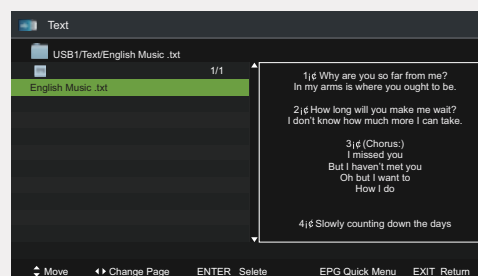 Text
USB1/Text/English Music .txt
1/1
English Music .txt
1¡¢ Why are you so far from me?
In my arms is where you ought to be.
2¡¢ How long will you make me wait?
I don't know how much more I can take.
3¡¢ (Chorus:)
I missed you
But I haven't met you
Oh but I want to
How I do
4¡¢ Slowly counting down the days
Move Change Page ENTER Selete EPG Quick Menu EXIT Return